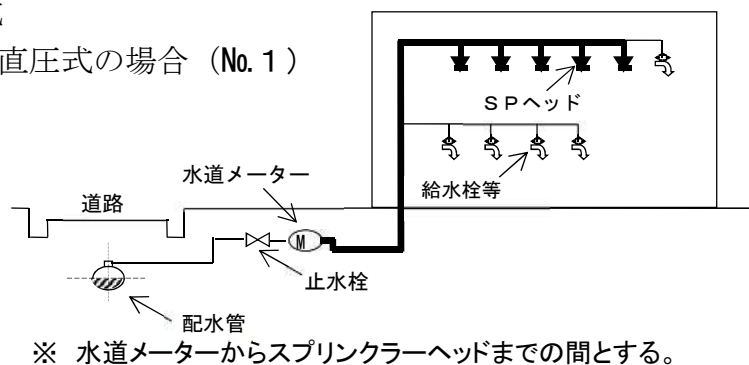 直圧式の場合（No.1）
SPヘッド
水道メーター
給水栓等
道路
M
止水栓
配水管
※ 水道メーターからスプリンクラーヘッドまでの間とする。